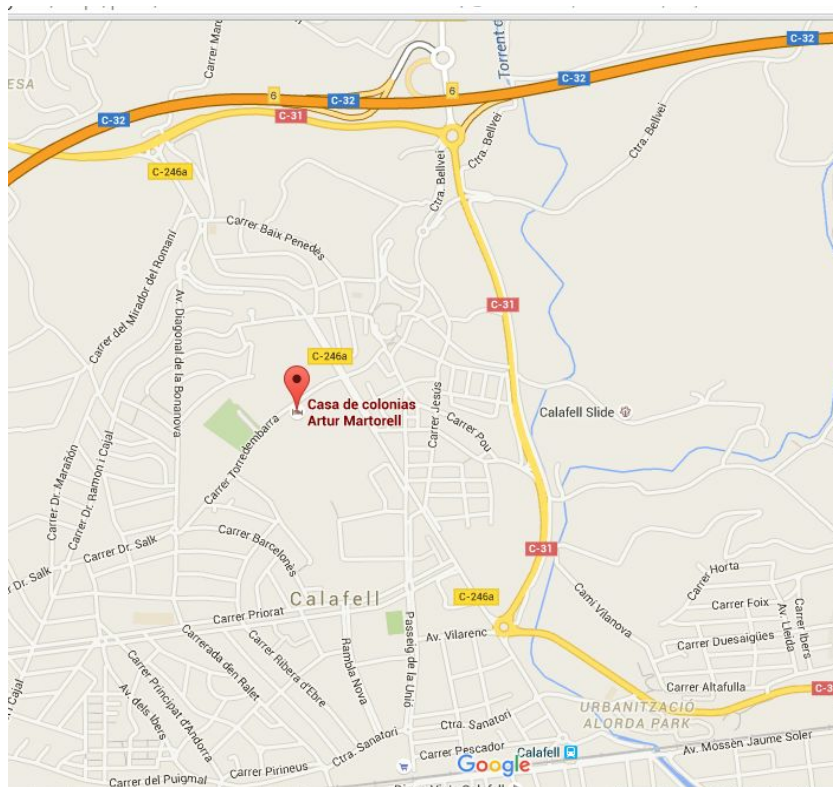 C-32
Torrent d
Carrer Mar
ESA
6
C-32
6
C-32
C-32
C-31
Ctra. Bellvei
Ctra. Bellvei
Ctra. Bellvei
C-246a
Carrer Baix Penedès
Carrer del Mirador del Romaní
Av. Diagonal de la Bonanova
C-31
C-246a
Casa de colonias
Artur Martorell
Carrer Jesús
Carrer Pou
Calafell Slide
Carrer Torredembarra
Carrer Dr. Marañón
Carrer Dr. Ramon i Cajal
Carrer Dr. Salk
Dr. Salk
Carrer Barcelonès
C-31
Calafell
C-246a
Camí Vilanova
Carrer Horta
Carrer Foix
Av. Lleida
Carrer Ibers
Carrer Duesaigües
Carrer Priorat
Passeig de la Unió
Av. Vilarenc
Carrerada den Ralet
Carrer Ribera d'Ebre
Rambla Nova
Carrer Principat d'Andorra
Av. dels Ibers
Cajal
Carrer Altafulla
C-3
URBANITZACIÓ
ALORDA PARK
Ctra. Sanatori
Ctra. Sanatori
Carrer Pescador
Calafell
Av. Mossèn Jaume Soler
Carrer Pirineus
Carrer del Puigmal
Google